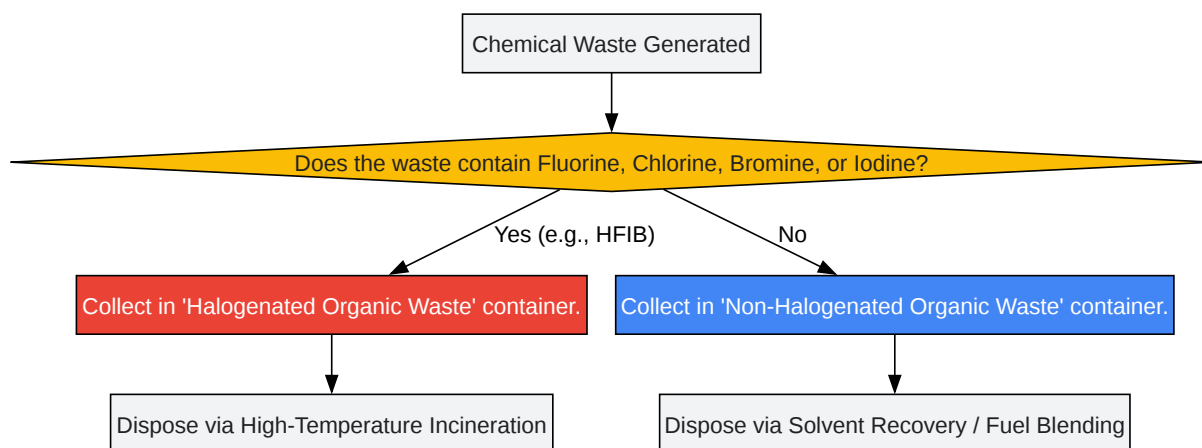 Chemical Waste Generated
Does the waste contain Fluorine, Chlorine, Bromine, or Iodine?
Yes (e.g., HFIB)
No
Collect in 'Halogenated Organic Waste' container.
Collect in 'Non-Halogenated Organic Waste' container.
Dispose via High-Temperature Incineration
Dispose via Solvent Recovery / Fuel Blending